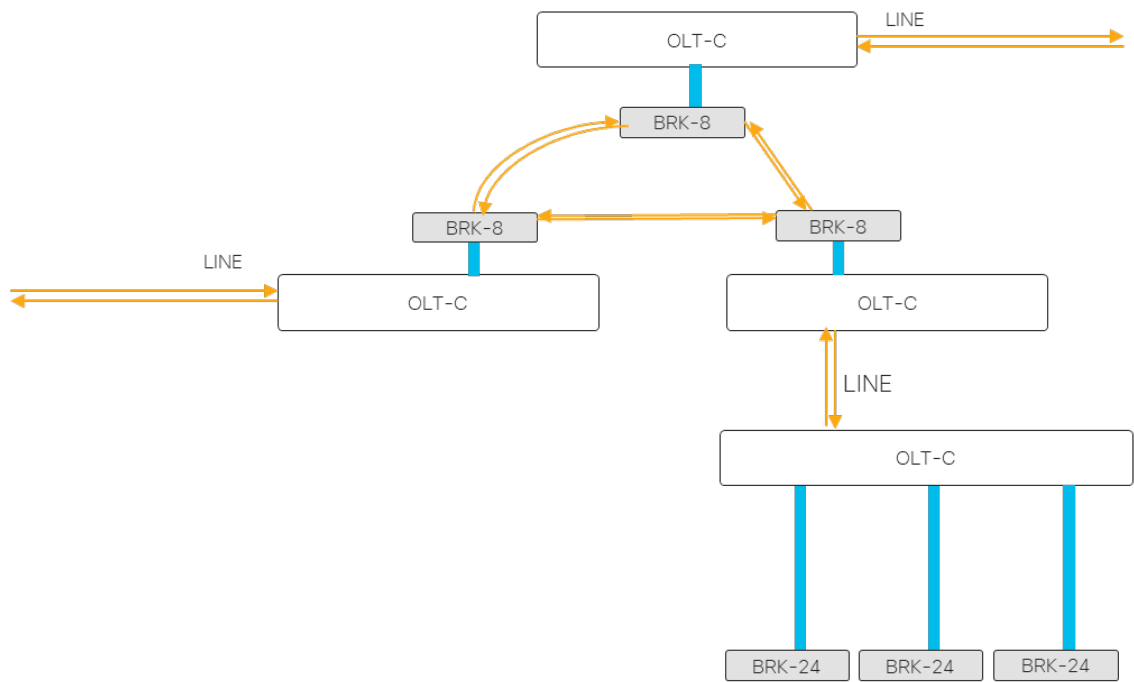 LINE
OLT-C
BRK-8
BRK-8
BRK-8
LINE
OLT-C
OLT-C
LINE
OLT-C
BRK-24
BRK-24
BRK-24